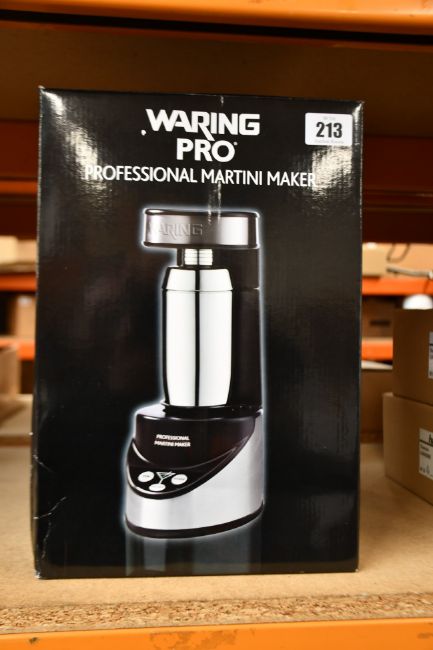 WARING
PRO
PROFESSIONAL MARTINI MAKER
213
WARING
PROFESSIONAL
MARTINI MAKER